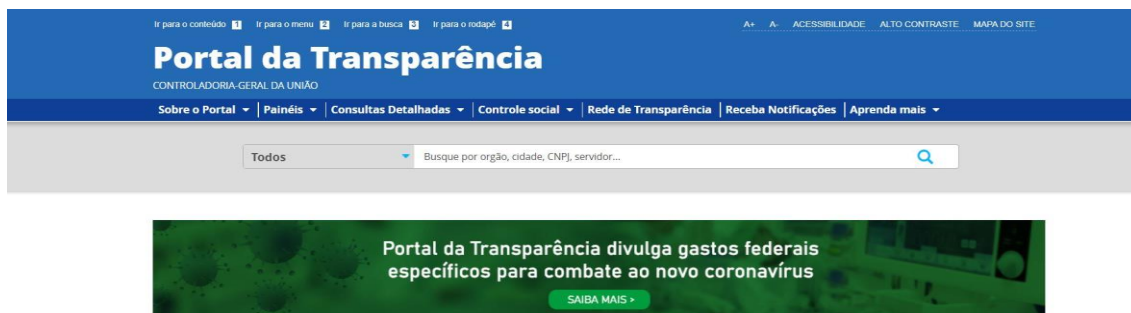 Ir para o conteúdo 1 Ir para o menu 2 Ir para a busca 3 Ir para o rodapé 4 A+ A- ACESSIBILIDADE ALTO CONTRASTE MAPA DO SITE
Portal da Transparência
CONTROLADORIA-GERAL DA UNIÃO
Sobre o Portal Painéis Consultas Detalhadas Controle social Rede de Transparência Receba Notificações Aprenda mais
Todos Busque por orgão, cidade, CNPJ, servidor...
Portal da Transparência divulga gastos federais
específicos para combate ao novo coronavírus
SAIBA MAIS >